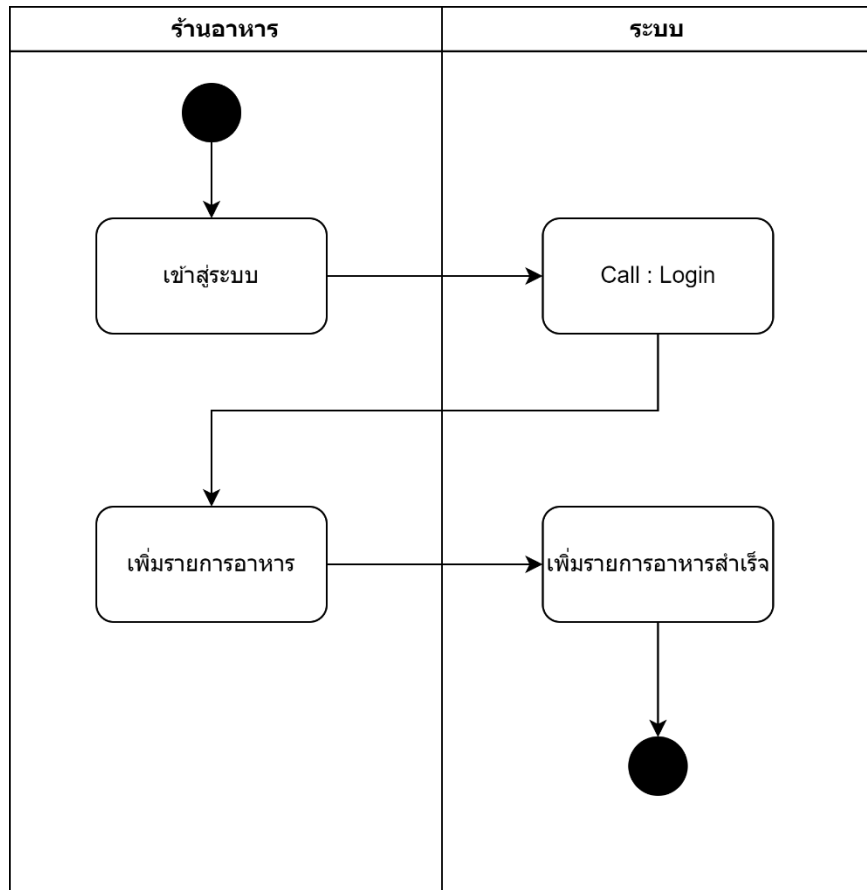 ร้านอาหาร
ระบบ
เข้าสู่ระบบ
Call : Login
เพิ่มรายการอาหาร
เพิ่มรายการอาหารสำเร็จ